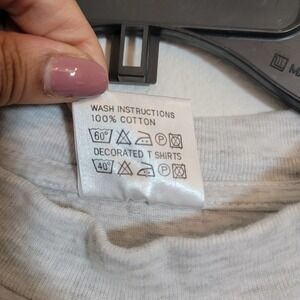 WASH INSTRUCTIONS
100% COTTON
60° P
DECORATED T SHIRTS
40° P
M